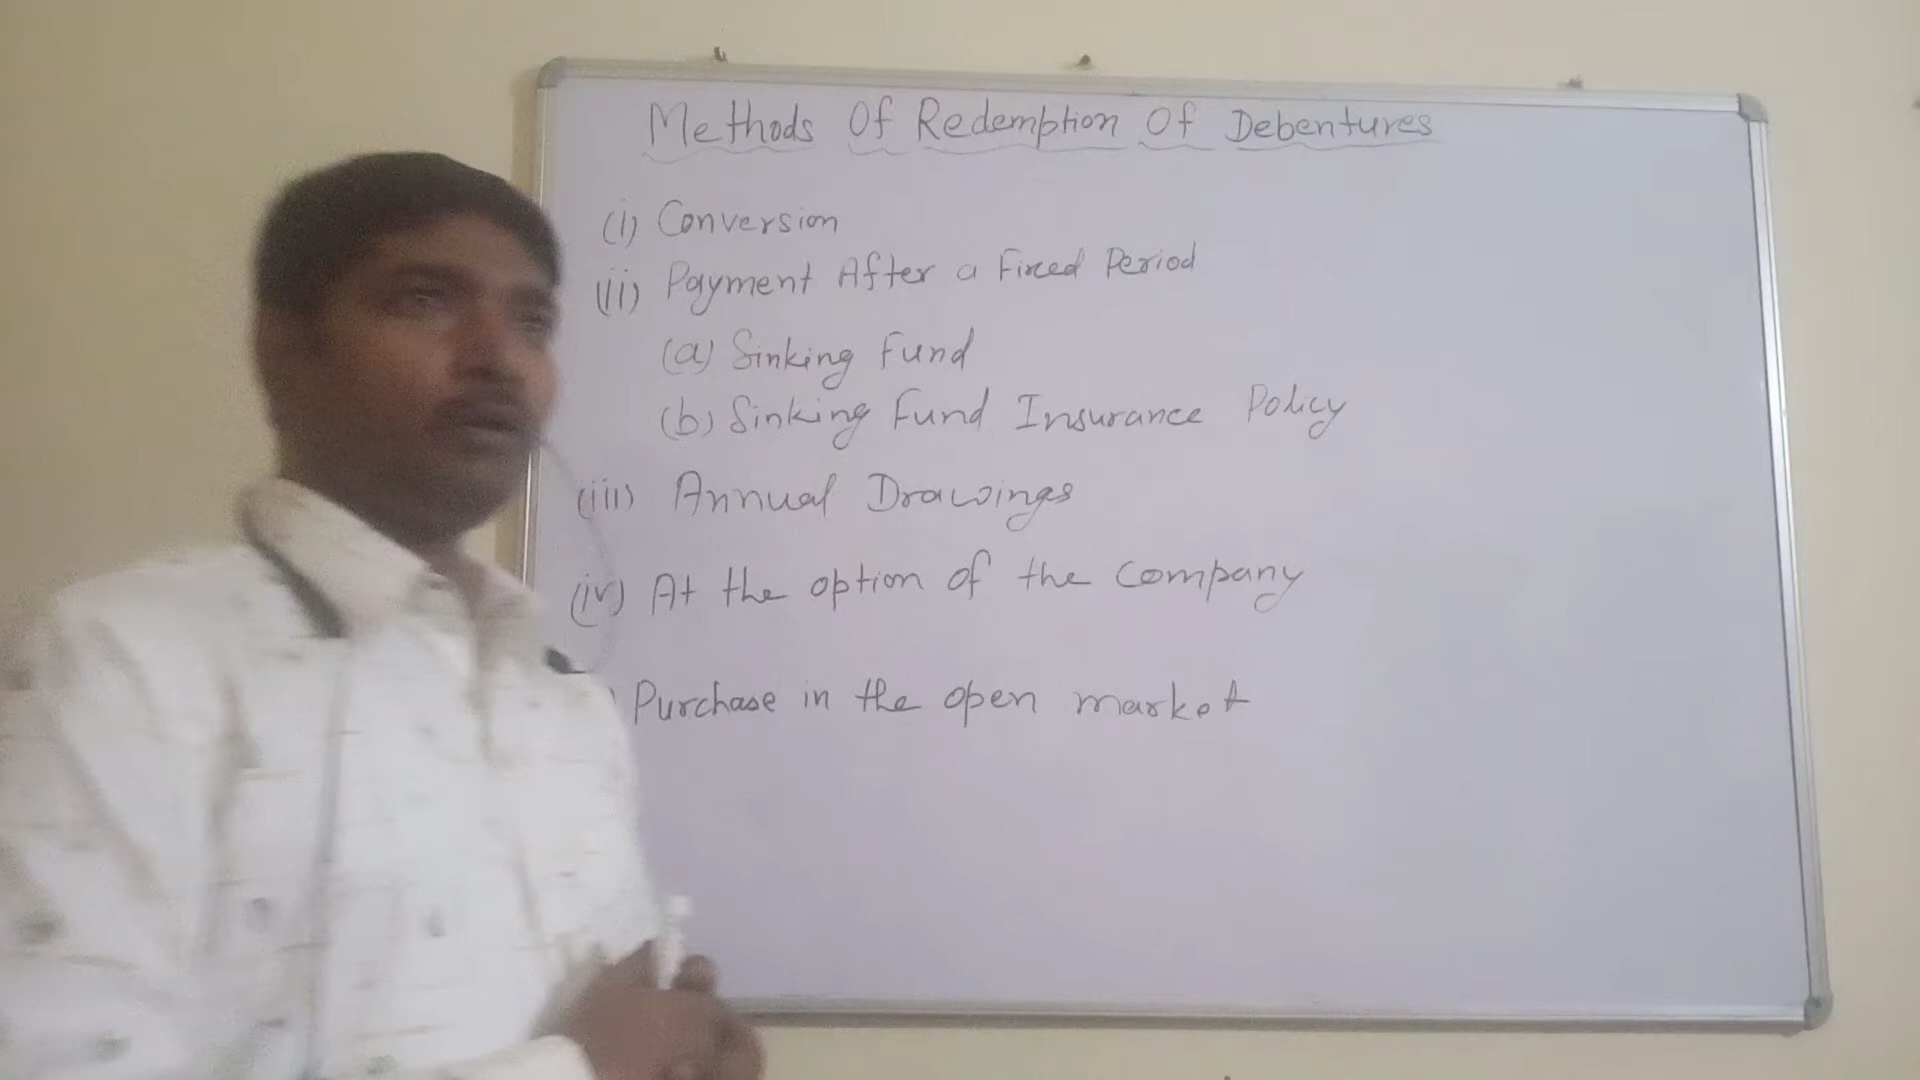 Methods Of Redemption Of Debentures
(i) Conversion
(ii) Payment After a Fixed Period
(a) Sinking Fund
(b) Sinking Fund Insurance Policy
(iii) Annual Drawings
(iv) At the option of the Company
) Purchase in the open market